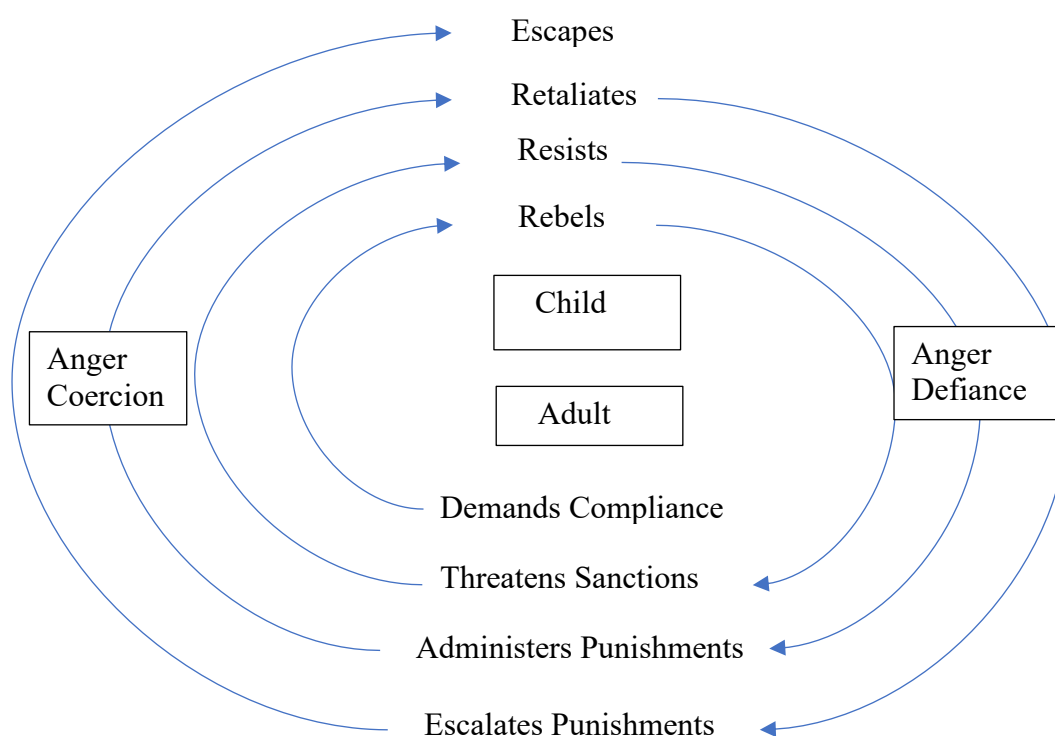 Escapes
Retaliates
Resists
Rebels
Child
Anger
Coercion
Anger
Defiance
Adult
Demands Compliance
Threatens Sanctions
Administers Punishments
Escalates Punishments